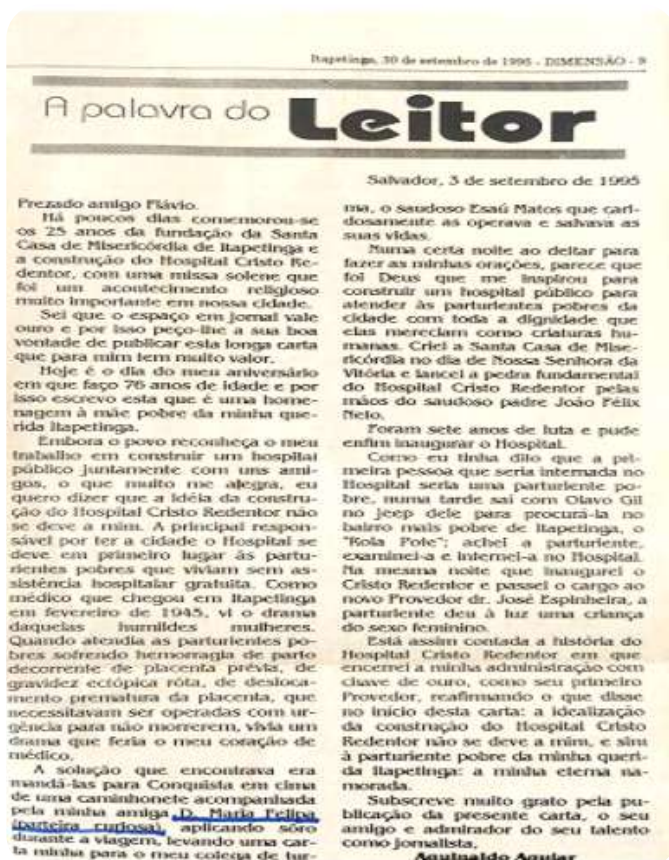 Itapetinga, 30 de setembro de 1995 - DIMENSÃO - 9
A palavra do Leitor
Salvador, 3 de setembro de 1995
Prezado amigo Flávio.
Há poucos dias comemorou-se
os 25 anos da fundação da Santa
Casa de Misericórdia de Itapetinga e
a construção do Hospital Cristo Re-
dentor, com uma missa solene que
foi um acontecimento religioso
muito importante em nossa cidade.
Sei que o espaço em jornal vale
ouro e por isso peço-lhe a sua boa
vontade de publicar esta longa carta
que para mim tem muito valor.
Hoje é o dia do meu aniversário
em que faço 76 anos de idade e por
isso escrevo esta que é uma home-
nagem à mãe pobre da minha que-
rida Itapetinga.
Embora o povo reconheça o meu
trabalho em construir um hospital
público juntamente com uns ami-
gos, o que muito me alegra, eu
quero dizer que a idéia da constru-
ção do Hospital Cristo Redentor não
se deve a mim. A principal respon-
sável por ter a cidade o Hospital se
deve em primeiro lugar às partu-
rientes pobres que viviam sem as-
sistência hospitalar gratuita. Como
médico que chegou em Itapetinga
em fevereiro de 1945, vi o drama
daquelas humildes mulheres.
Quando atendia as parturientes po-
bres sofrendo hemorragia de parto
decorrente de placenta prévia, de
gravidez ectópica rôta, de desloca-
mento prematura da placenta, que
necessitavam ser operadas com ur-
gência para não morrerem, vivia um
drama que feria o meu coração de
médico.
A solução que encontrava era
mandá-las para Conquista em cima
de uma caminhonete acompanhada
pela minha amiga D. Maria Felipa
(parteira curiosa), aplicando sôro
durante a viagem, levando uma car-
ta minha para o meu colega de tur-
ma, o saudoso Esaú Matos que cari-
dosamente as operava e salvava as
suas vidas.
Numa certa noite ao deitar para
fazer as minhas orações, parece que
foi Deus que me inspirou para
construir um hospital público para
atender às parturientes pobres da
cidade com toda a dignidade que
elas mereciam como criaturas hu-
manas. Criei a Santa Casa de Mise-
ricórdia no dia de Nossa Senhora da
Vitória e lancei a pedra fundamental
do Hospital Cristo Redentor pelas
mãos do saudoso padre João Félix
Neto.
Foram sete anos de luta e pude
enfim inaugurar o Hospital.
Como eu tinha dito que a pri-
meira pessoa que seria internada no
Hospital seria uma parturiente po-
bre, numa tarde saí com Olavo Gil
no jeep dele para procurá-la no
bairro mais pobre de Itapetinga, o
"Rola Pote"; achei a parturiente,
examinei-a e internei-a no Hospital.
Na mesma noite que inaugurei o
Cristo Redentor e passei o cargo ao
novo Provedor dr. José Espinheira, a
parturiente deu à luz uma criança
do sexo feminino.
Está assim contada a história do
Hospital Cristo Redentor em que
encerrei a minha administração com
chave de ouro, como seu primeiro
Provedor, reafirmando o que disse
no início desta carta: a idealização
da construção do Hospital Cristo
Redentor não se deve a mim, e sim
à parturiente pobre da minha queri-
da Itapetinga: a minha eterna na-
morada.
Subscreve muito grato pela pu-
blicação da presente carta, o seu
amigo e admirador do seu talento
como jornalista,
Aguinaldo Aguiar